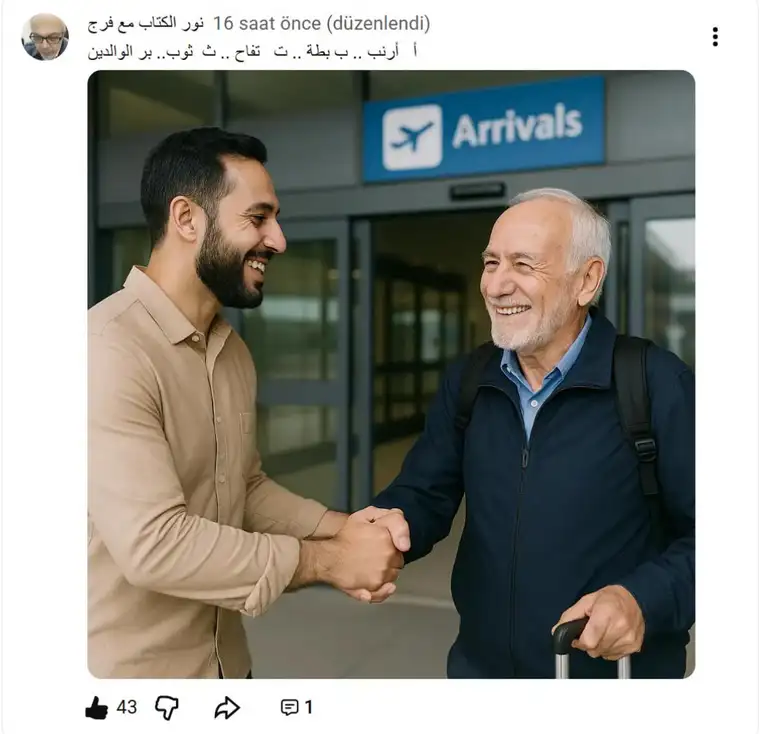 نور الكتاب مع فرج 16 saat önce (düzenlendi)
أ أرنب .. ب بطة .. ت تفاح .. ث ثوب.. بر الوالدين
Arrivals
43 1